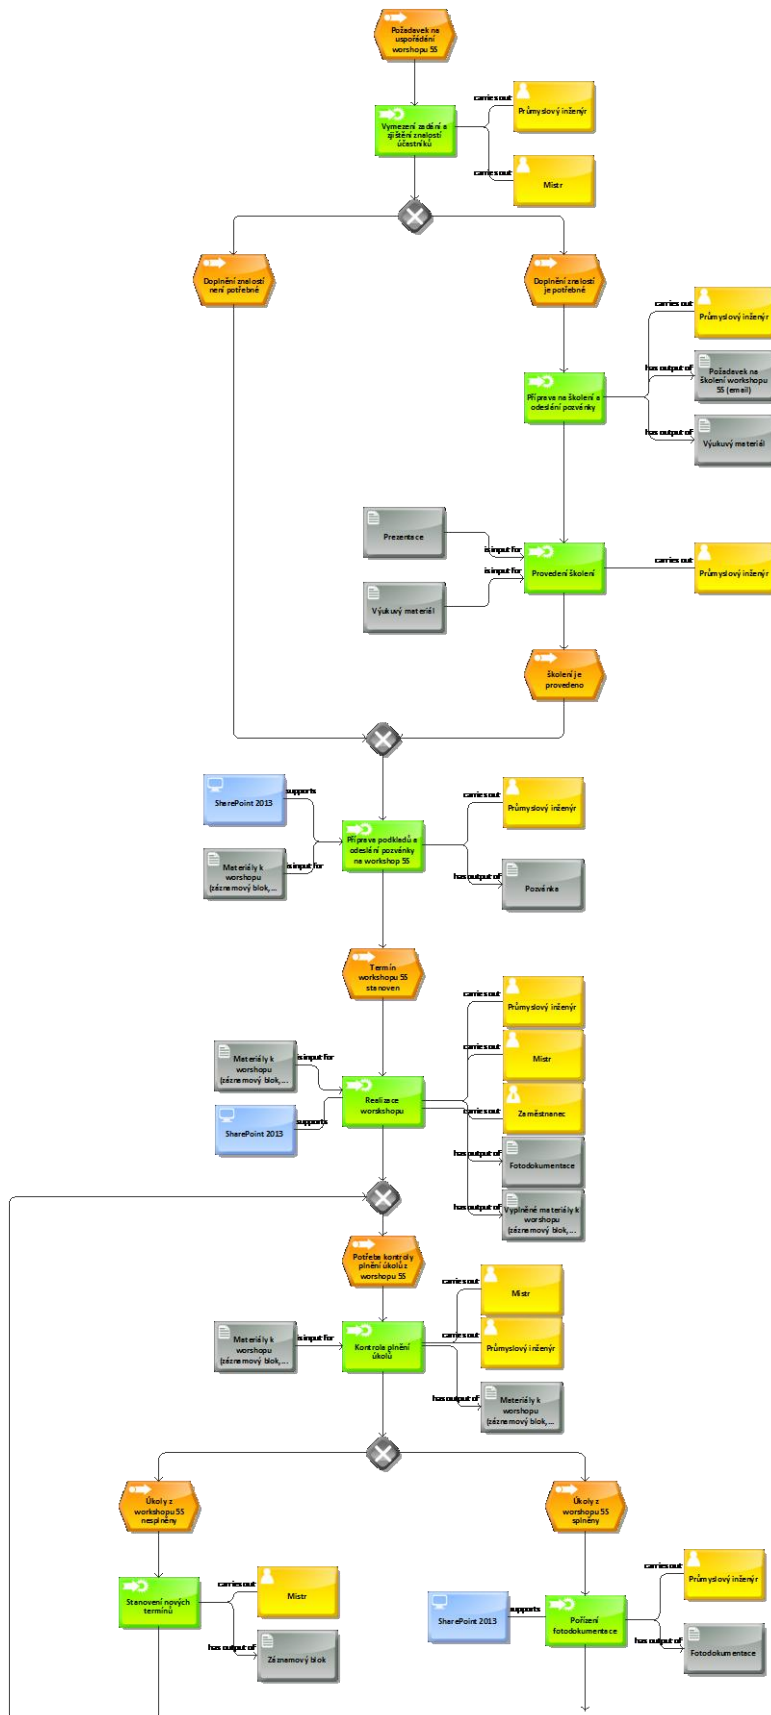 Požadavek na
uspořádání
worshopu 5S
carries out
Průmyslový inženýr
Vymezení zadání a
zjištění znalostí
účastníků
carries out
Mistr
Doplnění znalostí
není potřebné
Doplnění znalostí
je potřebné
carries out
Průmyslový inženýr
has output of
Požadavek na
školení workshopu
5S (email)
Příprava na školení a
odeslání pozvánky
has output of
Výukuvý materiál
Prezentace
is input for
Provedení školení
carries out
Průmyslový inženýr
is input for
Výukuvý materiál
školení je
provedeno
SharePoint 2013
supports
carries out
Průmyslový inženýr
Příprava podkladů a
odeslání pozvánky
na workshop 5S
Materiály k
worshopu
(záznamový blok,...
is input for
has output of
Pozvánka
Termín
workshopu 5S
stanoven
carries out
Průmyslový inženýr
Materiály k
worshopu
(záznamový blok,...
is input for
carries out
Mistr
Realizace
worskshopu
SharePoint 2013
supports
carries out
Zaměstnanec
has output of
Fotodokumentace
has output of
Vyplněné materiály k
worshopu
(záznamový blok,...
Potřeba kontroly
plnění úkolů z
worshopu 5S
carries out
Mistr
Materiály k
worshopu
(záznamový blok,...
is input for
Kontrola plnění
úkolů
carries out
Průmyslový inženýr
has output of
Materiály k
worshopu
(záznamový blok,...
Úkoly z
workshopu 5S
nesplněny
Úkoly z
workshopu 5S
splněny
Stanovení nových
termínů
carries out
Mistr
has output of
Záznamový blok
SharePoint 2013
supports
Pořízení
fotodokumentace
carries out
Průmyslový inženýr
has output of
Fotodokumentace